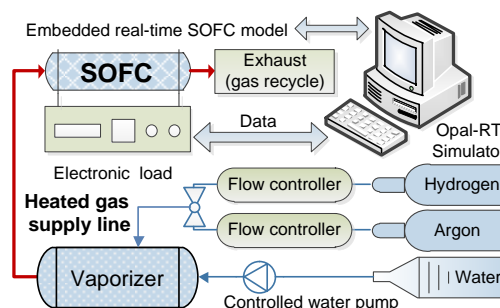 Embedded real-time SOFC model
SOFC
Exhaust
(gas recycle)
Data
Opal-RT
Simulator
Electronic load
Heated gas
supply line
Flow controller
Hydrogen
Flow controller
Argon
Vaporizer
Water
Controlled water pump